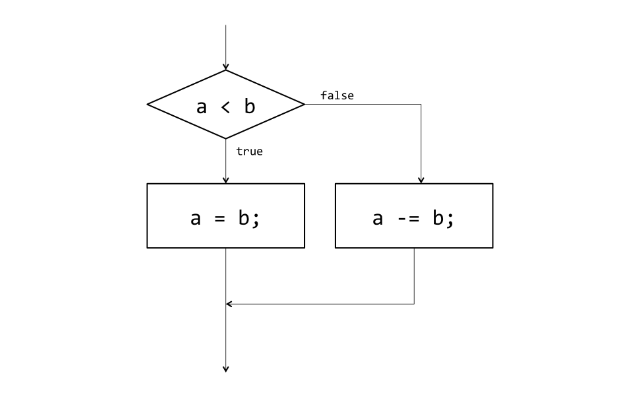 a < b
false
true
a = b;
a -= b;